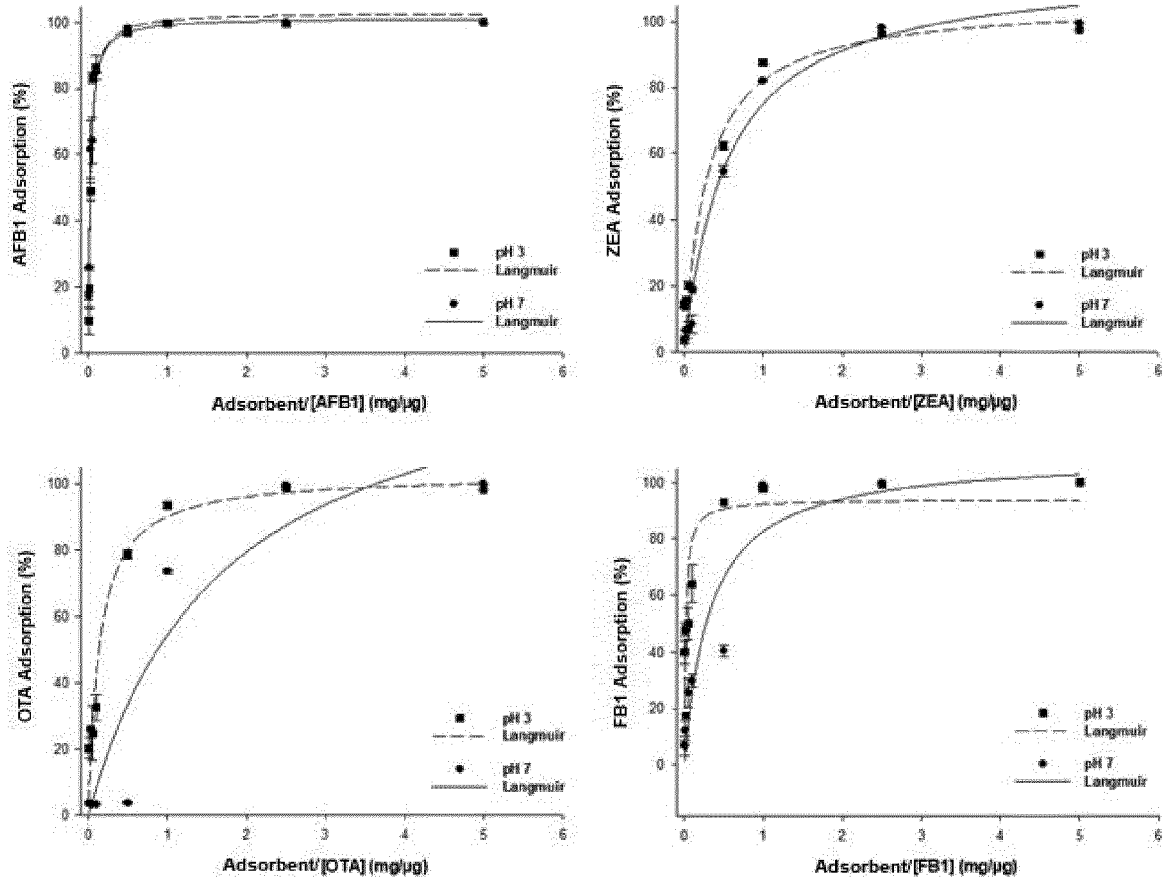 AFB1 Adsorption (%)
100
80
60
40
20
0
pH 3
Langmuir
pH 7
Langmuir
0 1 2 3 4 5 6
Adsorbent/[AFB1] (mg/µg)
ZEA Adsorption (%)
100
80
60
40
20
0
pH 3
Langmuir
pH 7
Langmuir
0 1 2 3 4 5 6
Adsorbent/[ZEA] (mg/µg)
OTA Adsorption (%)
100
80
60
40
20
0
pH 3
Langmuir
pH 7
Langmuir
0 1 2 3 4 5 6
Adsorbent/[OTA] (mg/µg)
FB1 Adsorption (%)
100
80
60
40
20
0
pH 3
Langmuir
pH 7
Langmuir
0 1 2 3 4 5 6
Adsorbent/[FB1] (mg/µg)